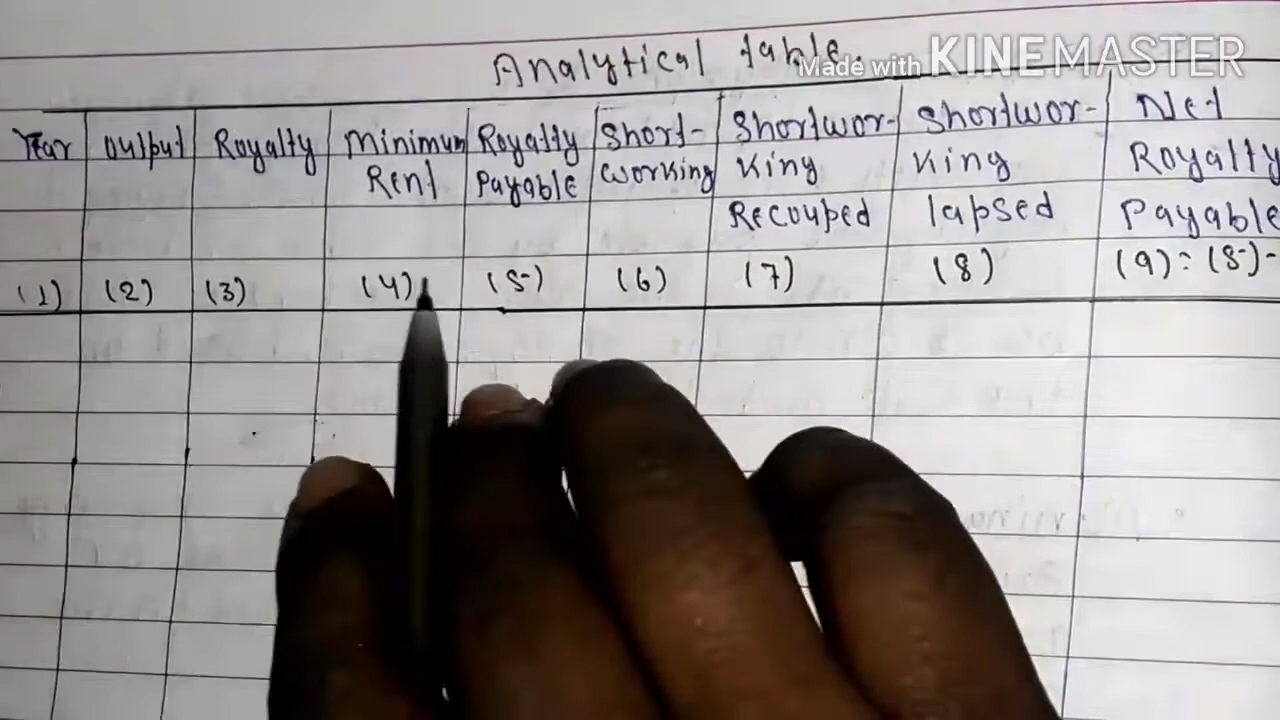 Analytical table.
Made with KINEMASTER
Year Output Royalty Minimum Royalty Short- Shortwor- Shortwor- Net
Rent Payable working king king Royalty
Recouped lapsed Payable
(1) (2) (3) (4) (5) (6) (7) (8) (9) = (5) -